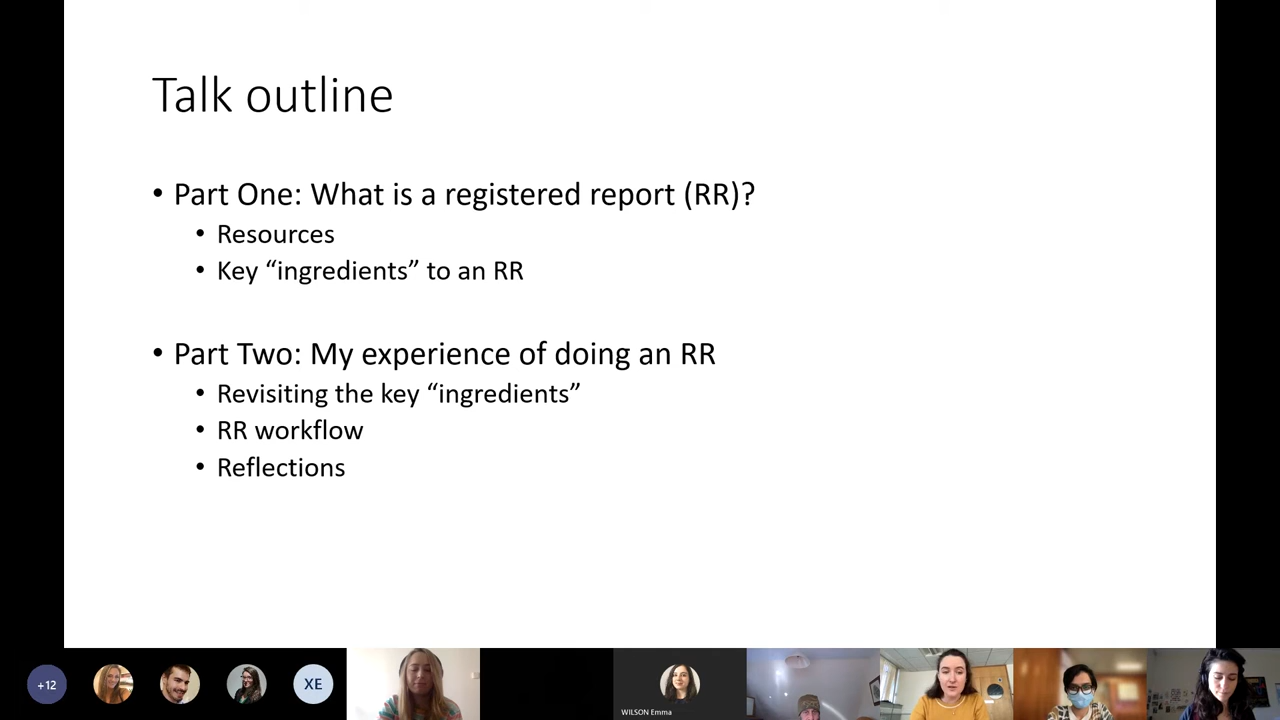 Talk outline
• Part One: What is a registered report (RR)?
• Resources
• Key “ingredients” to an RR
• Part Two: My experience of doing an RR
• Revisiting the key “ingredients”
• RR workflow
• Reflections
+12
XE
WILSON Emma